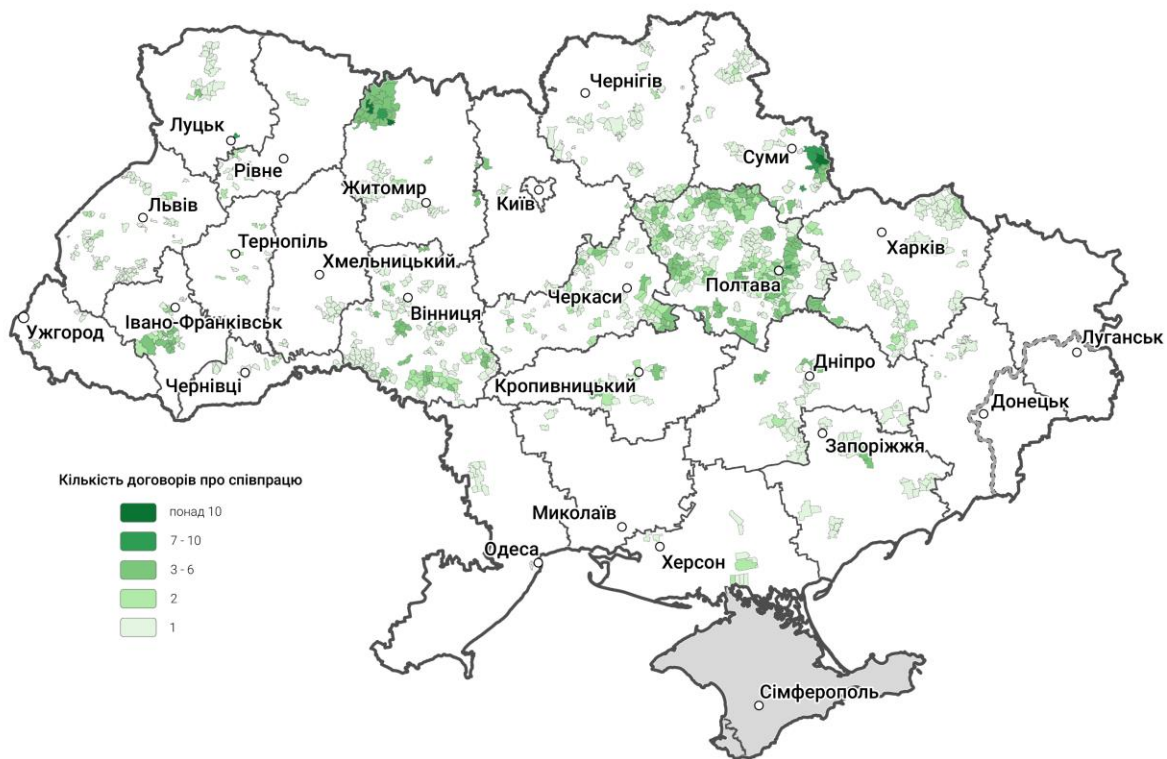 Чернігів
Луцьк
Рівне
Суми
Житомир
Київ
Львів
Тернопіль
Харків
Хмельницький
Полтава
Черкаси
Вінниця
Івано-Франківськ
Ужгород
Луганськ
Чернівці
Дніпро
Кропивницький
Донецьк
Запоріжжя
Кількість договорів про співпрацю
понад 10
7 - 10
3 - 6
2
1
Миколаїв
Одеса
Херсон
Сімферополь